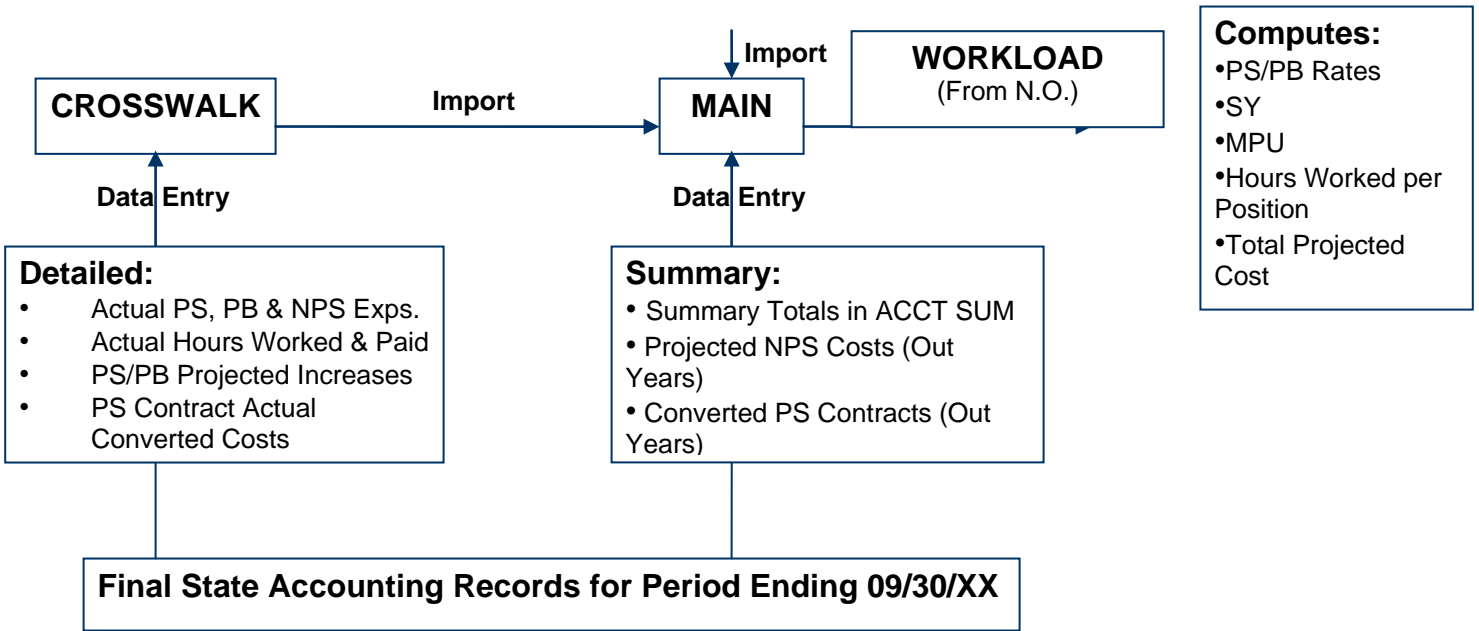 Import
WORKLOAD
(From N.O.)
Computes:
•PS/PB Rates
•SY
•MPU
•Hours Worked per
Position
•Total Projected
Cost
CROSSWALK
Import
MAIN
Data Entry
Data Entry
Detailed:
• Actual PS, PB & NPS Exps.
• Actual Hours Worked & Paid
• PS/PB Projected Increases
• PS Contract Actual
Converted Costs
Summary:
• Summary Totals in ACCT SUM
• Projected NPS Costs (Out
Years)
• Converted PS Contracts (Out
Years)
Final State Accounting Records for Period Ending 09/30/XX